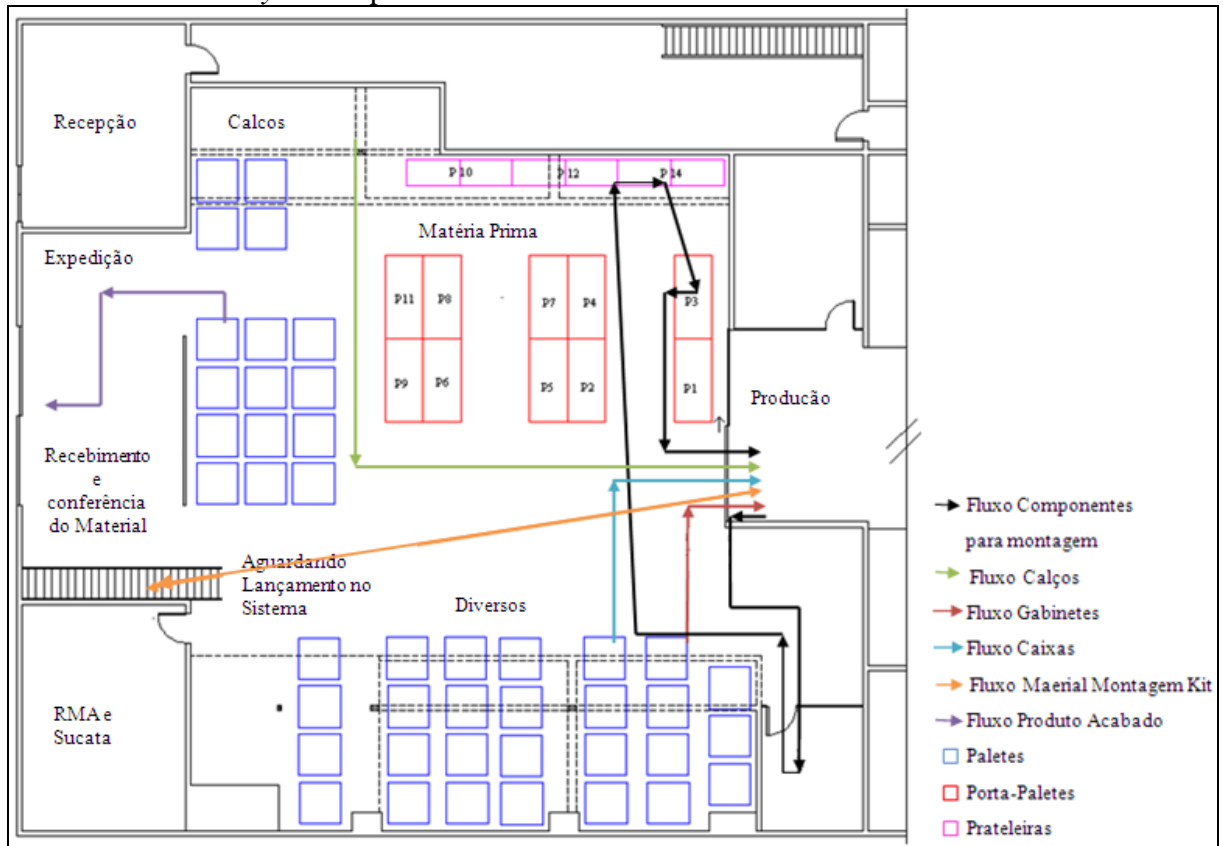 Recepção
Calcos
P 10
P 12
P 14
Matéria Prima
Expedição
P11
P8
P7
P4
P3
P9
P6
P5
P2
P1
Produção
Recebimento
e
conferência
do Material
Aguardando
Lançamento no
Sistema
Diversos
RMA e
Sucata
Fluxo Componentes
para montagem
Fluxo Calços
Fluxo Gabinetes
Fluxo Caixas
Fluxo Maerial Montagem Kit
Fluxo Produto Acabado
Paletes
Porta-Paletes
Prateleiras